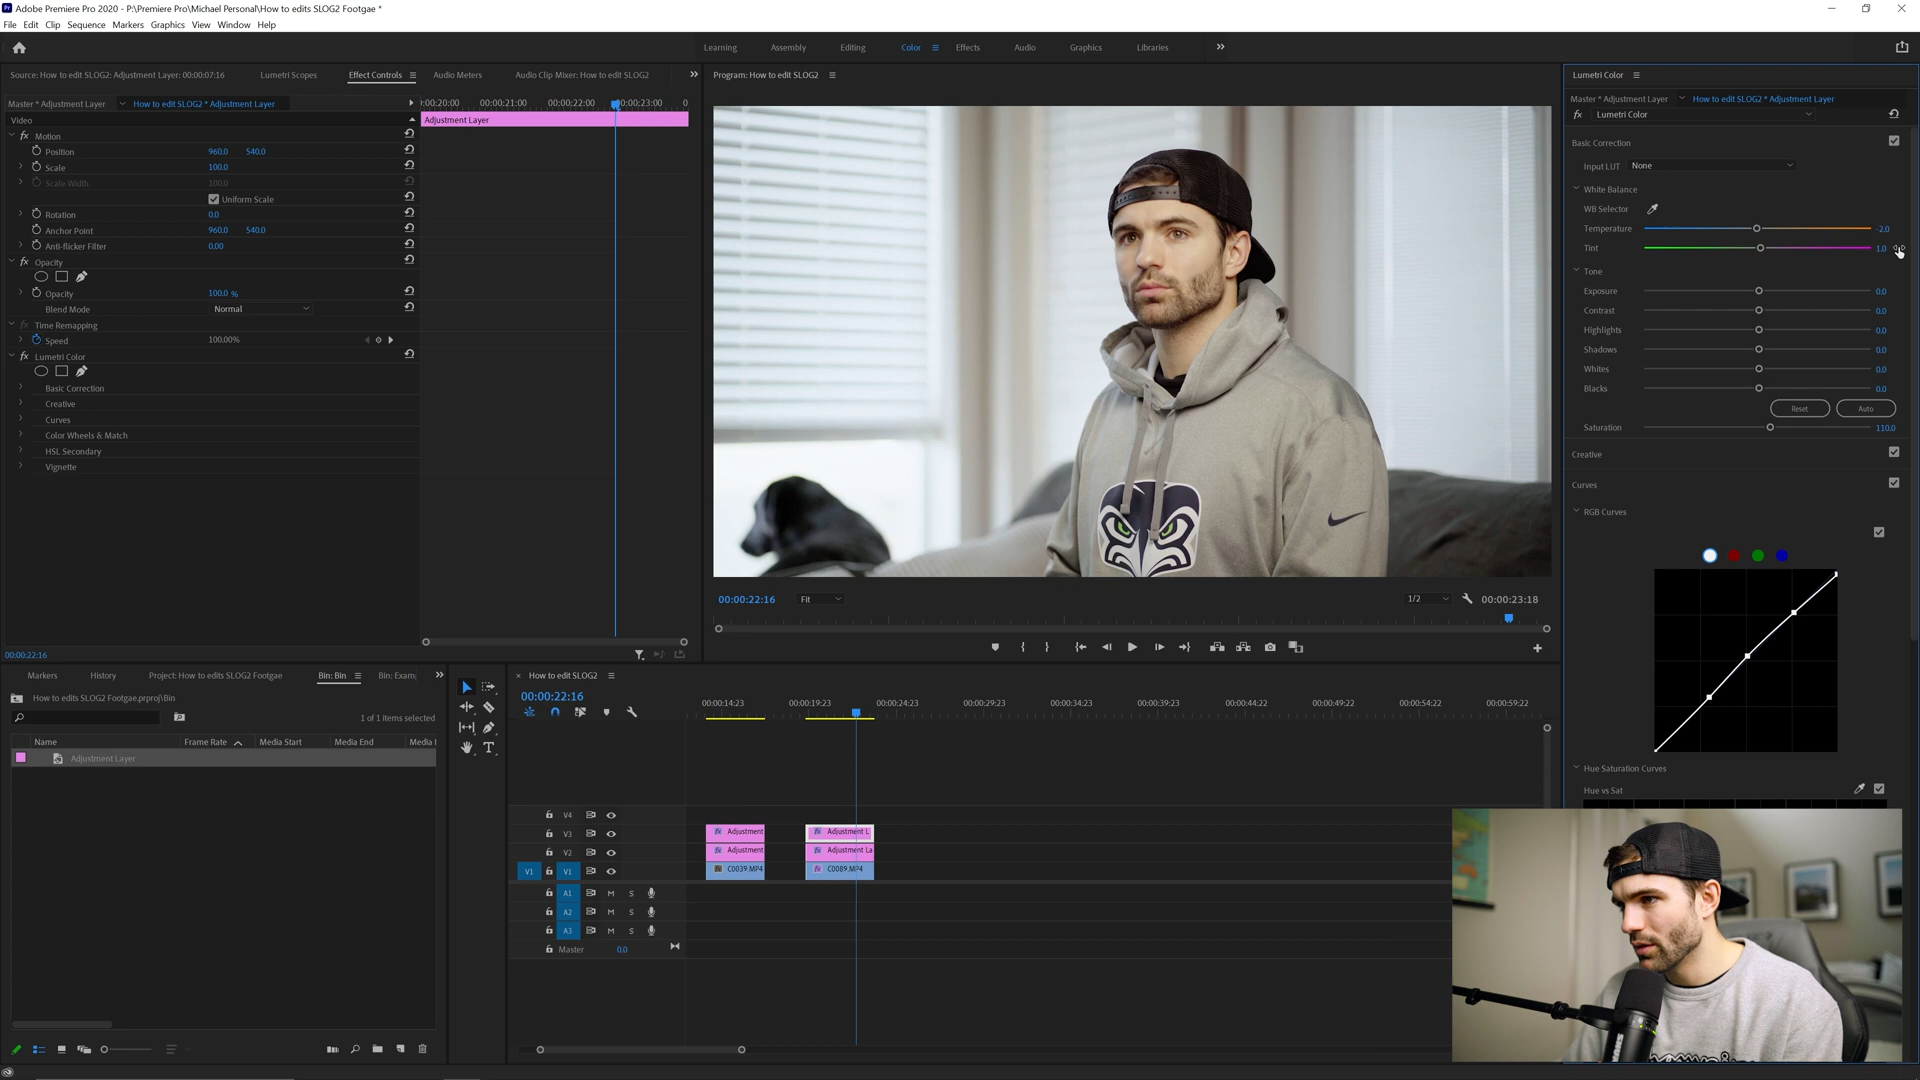 Adobe Premiere Pro 2020 - P:\Premiere Pro\Michael Personal\How to edits SLOG2 Footgae *
File Edit Clip Sequence Markers Graphics View Window Help
Learning Assembly Editing Color Effects Audio Graphics Libraries
Source: How to edit SLOG2: Adjustment Layer: 00:00:07:16 Lumetri Scopes Effect Controls Audio Meters Audio Clip Mixer: How to edit SLOG2
Master * Adjustment Layer How to edit SLOG2 * Adjustment Layer
:00:20:00 00:00:21:00 00:00:22:00 00:00:23:00 0
Video
Adjustment Layer
fx Motion
Position 960.0 540.0
Scale 100.0
Scale Width 100.0
Uniform Scale
Rotation 0.0
Anchor Point 960.0 540.0
Anti-flicker Filter 0.00
fx Opacity
Opacity 100.0 %
Blend Mode Normal
fx Time Remapping
Speed 100.00%
fx Lumetri Color
Basic Correction
Creative
Curves
Color Wheels & Match
HSL Secondary
Vignette
00:00:22:16
Program: How to edit SLOG2
00:00:22:16 Fit 1/2 00:00:23:18
Lumetri Color
Master * Adjustment Layer How to edit SLOG2 * Adjustment Layer
fx Lumetri Color
Basic Correction
Input LUT None
White Balance
WB Selector
Temperature -2.0
Tint 1.0
Tone
Exposure 0.0
Contrast 0.0
Highlights 0.0
Shadows 0.0
Whites 0.0
Blacks 0.0
Reset Auto
Saturation 110.0
Creative
Curves
RGB Curves
Hue Saturation Curves
Hue vs Sat
Markers History Project: How to edits SLOG2 Footgae Bin: Bin Bin: Exam
How to edits SLOG2 Footgae.prproj\Bin
1 of 1 items selected
Name Frame Rate Media Start Media End Media
Adjustment Layer
× How to edit SLOG2
00:00:22:16
00:00:14:23 00:00:19:23 00:00:24:23 00:00:29:23 00:00:34:23 00:00:39:23 00:00:44:22 00:00:49:22 00:00:54:22 00:00:59:22
V4
V3 fx Adjustment fx Adjustment L
V2 fx Adjustment fx Adjustment La
V1 V1 fx C0039.MP4 fx C0089.MP4
A1 M S
A2 M S
A3 M S
Master 0.0